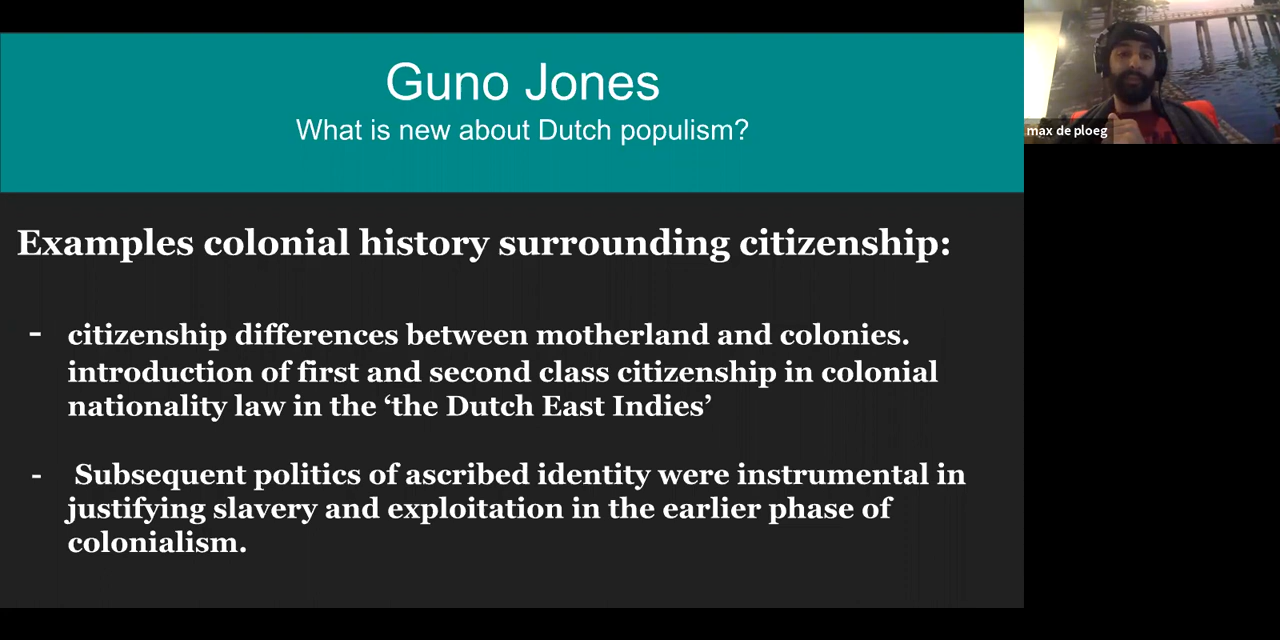 Guno Jones
What is new about Dutch populism?
max de ploeg
Examples colonial history surrounding citizenship:
- citizenship differences between motherland and colonies.
introduction of first and second class citizenship in colonial
nationality law in the ‘the Dutch East Indies’
- Subsequent politics of ascribed identity were instrumental in
justifying slavery and exploitation in the earlier phase of
colonialism.